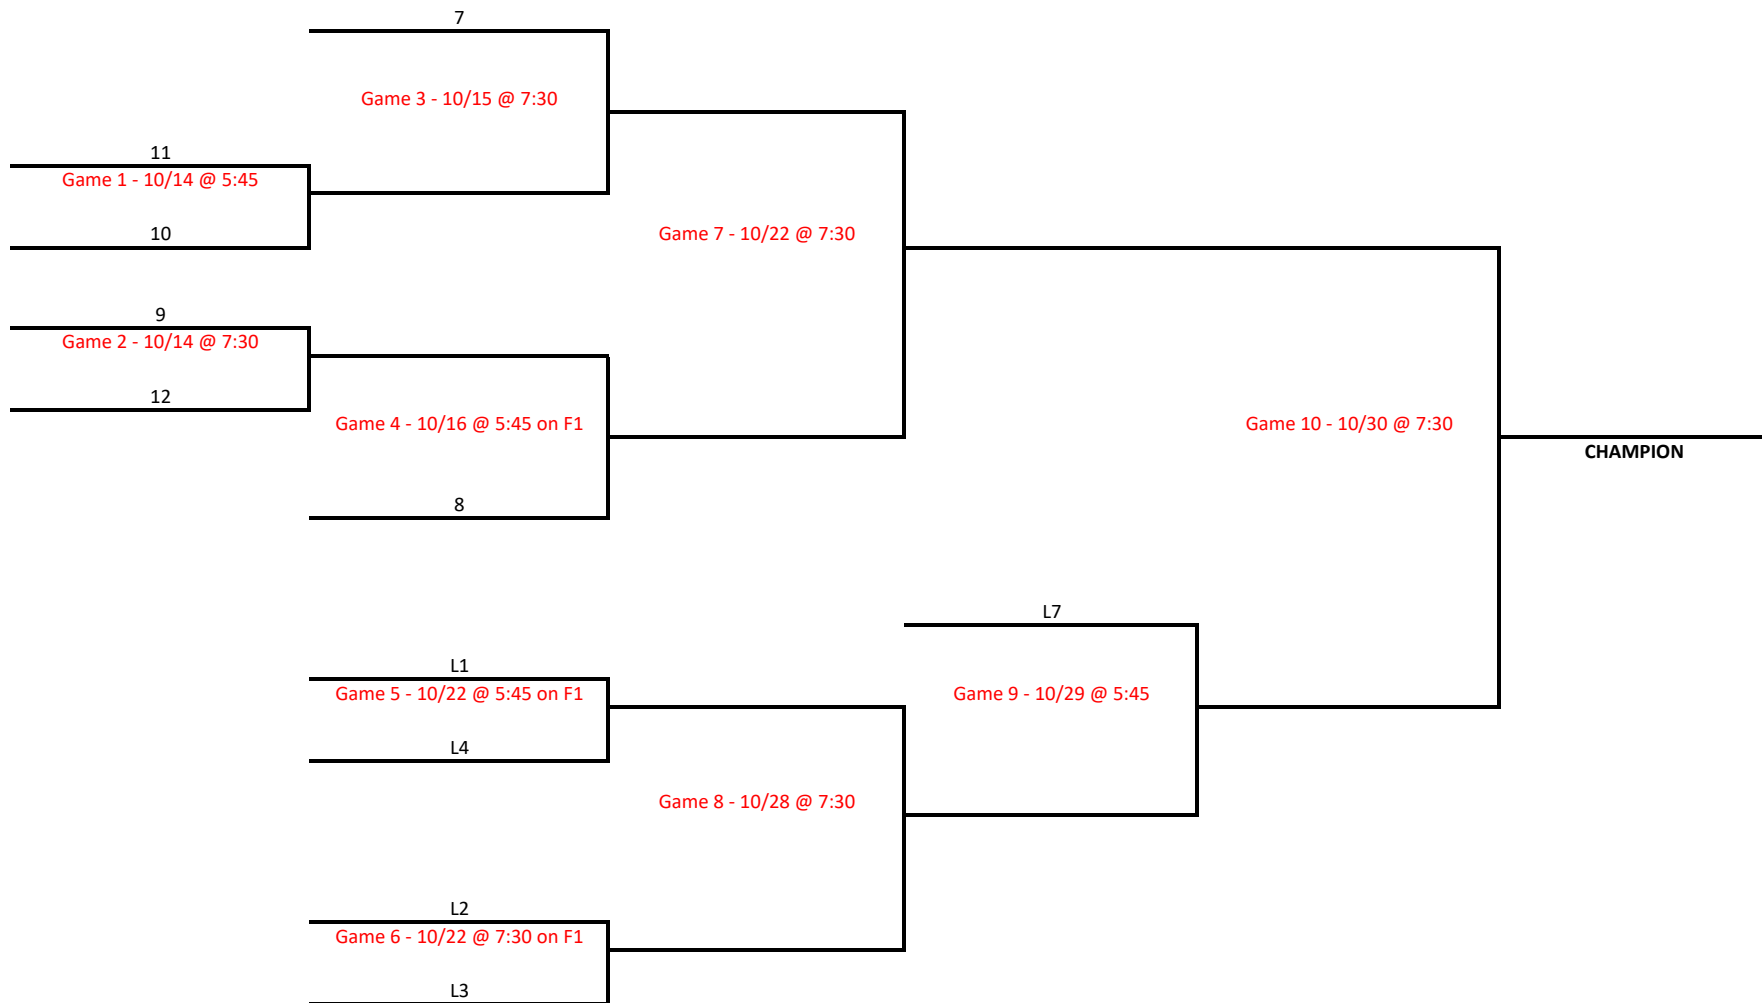 7
Game 3 - 10/15 @ 7:30
11
Game 1 - 10/14 @ 5:45
10
Game 7 - 10/22 @ 7:30
9
Game 2 - 10/14 @ 7:30
12
Game 4 - 10/16 @ 5:45 on F1
Game 10 - 10/30 @ 7:30
CHAMPION
8
L7
L1
Game 5 - 10/22 @ 5:45 on F1
Game 9 - 10/29 @ 5:45
L4
Game 8 - 10/28 @ 7:30
L2
Game 6 - 10/22 @ 7:30 on F1
L3